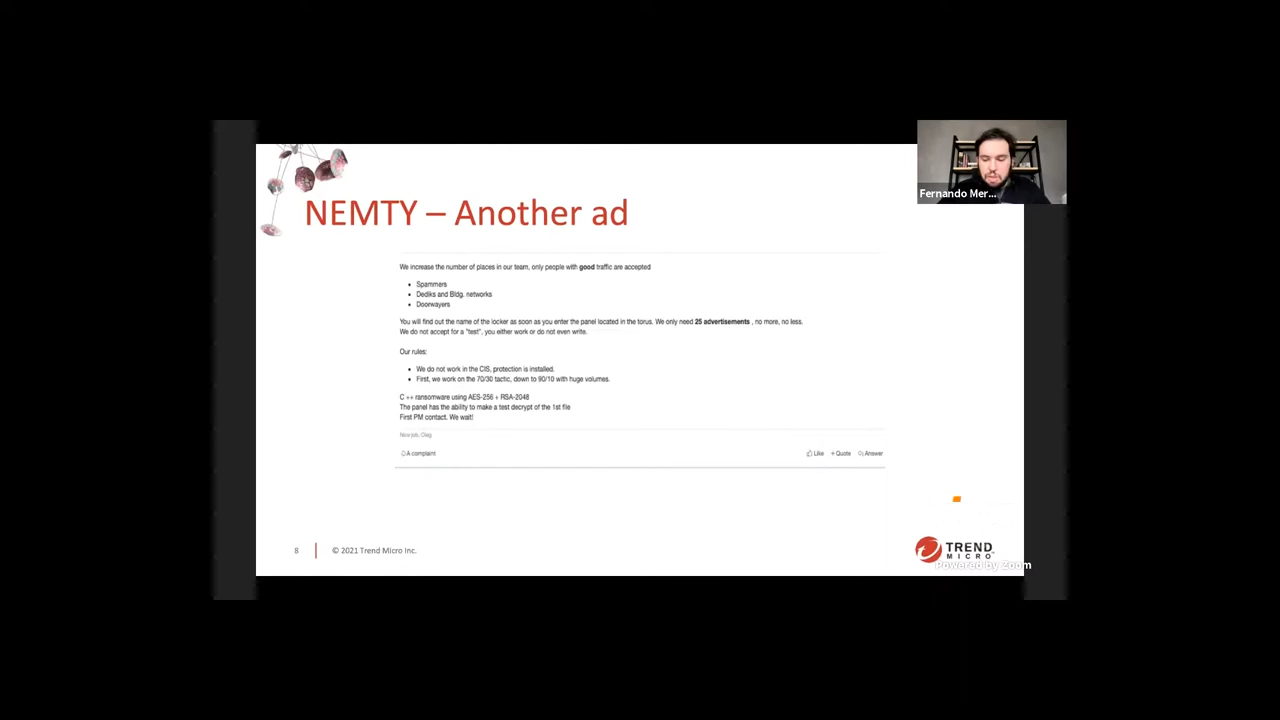 Fernando Mer...
NEMTY – Another ad
We increase the number of places in our team, only people with good traffic are accepted
• Spammers
• Dediks and Bldg. networks
• Doorwayers
You will find out the name of the locker as soon as you enter the panel located in the torus. We only need 25 advertisements , no more, no less.
We do not accept for a "test", you either work or do not even write.
Our rules:
• We do not work in the CIS, protection is installed.
• First, we work on the 70/30 tactic, down to 90/10 with huge volumes.
C ++ ransomware using AES-256 + RSA-2048
The panel has the ability to make a test decrypt of the 1st file
First PM contact. We wait!
A complaint
Like + Quote Answer
8 © 2021 Trend Micro Inc.
TREND
MICRO
Powered by Zoom